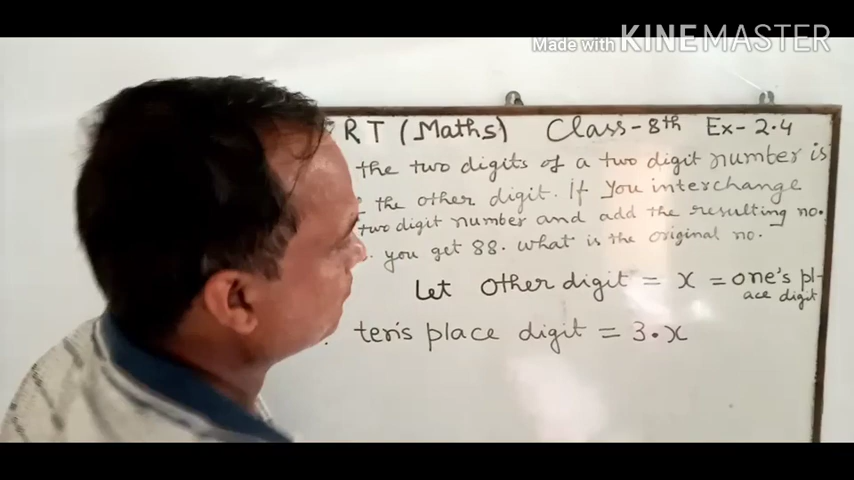 Made with KINEMASTER
RT (Maths) Class-8th Ex-2.4
the two digits of a two digit number is
the other digit. If you interchange
two digit number and add the resulting no.
you get 88. What is the original no.
Let other digit = x = one's pl-
ace digit
ten's place digit = 3.x